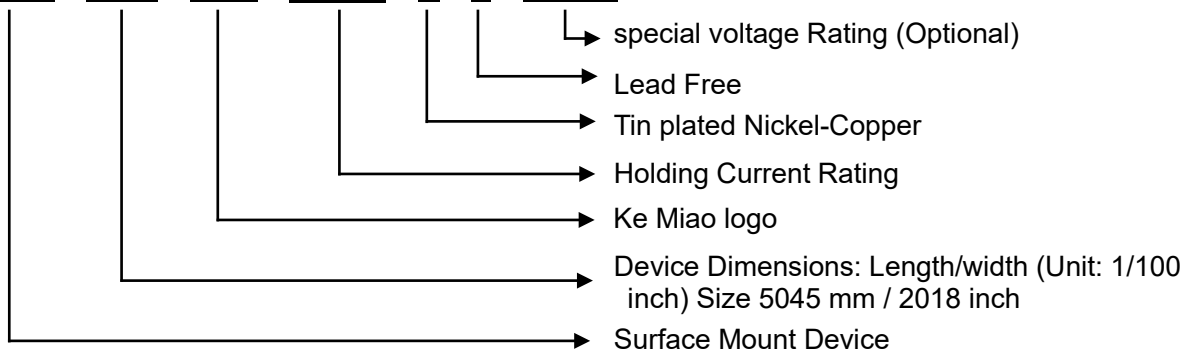 special voltage Rating (Optional)
Lead Free
Tin plated Nickel-Copper
Holding Current Rating
Ke Miao logo
Device Dimensions: Length/width (Unit: 1/100
inch) Size 5045 mm / 2018 inch
Surface Mount Device